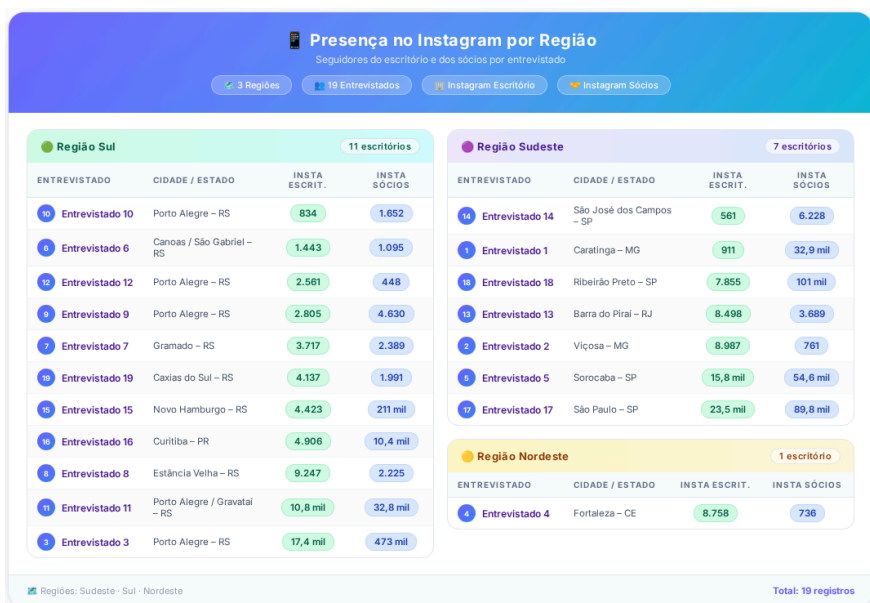 📱 Presença no Instagram por Região
Seguidores do escritório e dos sócios por entrevistado
🗺️ 3 Regiões 👥 19 Entrevistados 🏢 Instagram Escritório 🤝 Instagram Sócios
🟢 Região Sul 11 escritórios
ENTREVISTADO CIDADE / ESTADO INSTA ESCRIT. INSTA SÓCIOS
10 Entrevistado 10 Porto Alegre – RS 834 1.652
6 Entrevistado 6 Canoas / São Gabriel – RS 1.443 1.095
12 Entrevistado 12 Porto Alegre – RS 2.561 448
9 Entrevistado 9 Porto Alegre – RS 2.805 4.630
7 Entrevistado 7 Gramado – RS 3.717 2.389
19 Entrevistado 19 Caxias do Sul – RS 4.137 1.991
15 Entrevistado 15 Novo Hamburgo – RS 4.423 211 mil
16 Entrevistado 16 Curitiba – PR 4.906 10,4 mil
8 Entrevistado 8 Estância Velha – RS 9.247 2.225
11 Entrevistado 11 Porto Alegre / Gravataí – RS 10,8 mil 32,8 mil
3 Entrevistado 3 Porto Alegre – RS 17,4 mil 473 mil
🟣 Região Sudeste 7 escritórios
ENTREVISTADO CIDADE / ESTADO INSTA ESCRIT. INSTA SÓCIOS
14 Entrevistado 14 São José dos Campos – SP 561 6.228
1 Entrevistado 1 Caratinga – MG 911 32,9 mil
18 Entrevistado 18 Ribeirão Preto – SP 7.855 101 mil
13 Entrevistado 13 Barra do Piraí – RJ 8.498 3.689
2 Entrevistado 2 Viçosa – MG 8.987 761
5 Entrevistado 5 Sorocaba – SP 15,8 mil 54,6 mil
17 Entrevistado 17 São Paulo – SP 23,5 mil 89,8 mil
🟡 Região Nordeste 1 escritório
ENTREVISTADO CIDADE / ESTADO INSTA ESCRIT. INSTA SÓCIOS
4 Entrevistado 4 Fortaleza – CE 8.758 736
🗺️ Regiões: Sudeste · Sul · Nordeste Total: 19 registros